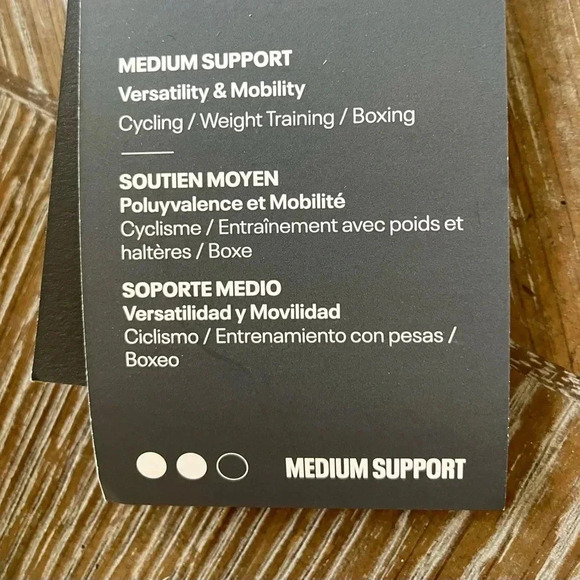 MEDIUM SUPPORT
Versatility & Mobility
Cycling / Weight Training / Boxing
SOUTIEN MOYEN
Poluyvalence et Mobilité
Cyclisme / Entraînement avec poids et
haltères / Boxe
SOPORTE MEDIO
Versatilidad y Movilidad
Ciclismo / Entrenamiento con pesas /
Boxeo
MEDIUM SUPPORT